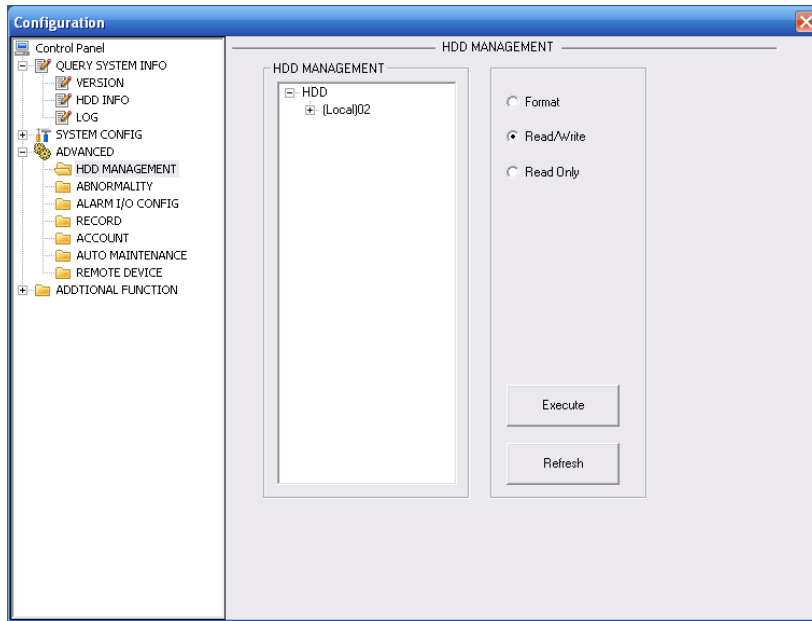 Configuration
Control Panel
QUERY SYSTEM INFO
VERSION
HDD INFO
LOG
SYSTEM CONFIG
ADVANCED
HDD MANAGEMENT
ABNORMALITY
ALARM I/O CONFIG
RECORD
ACCOUNT
AUTO MAINTENANCE
REMOTE DEVICE
ADDTIONAL FUNCTION
HDD MANAGEMENT
HDD MANAGEMENT
HDD
(Local)02
Format
Read/Write
Read Only
Execute
Refresh